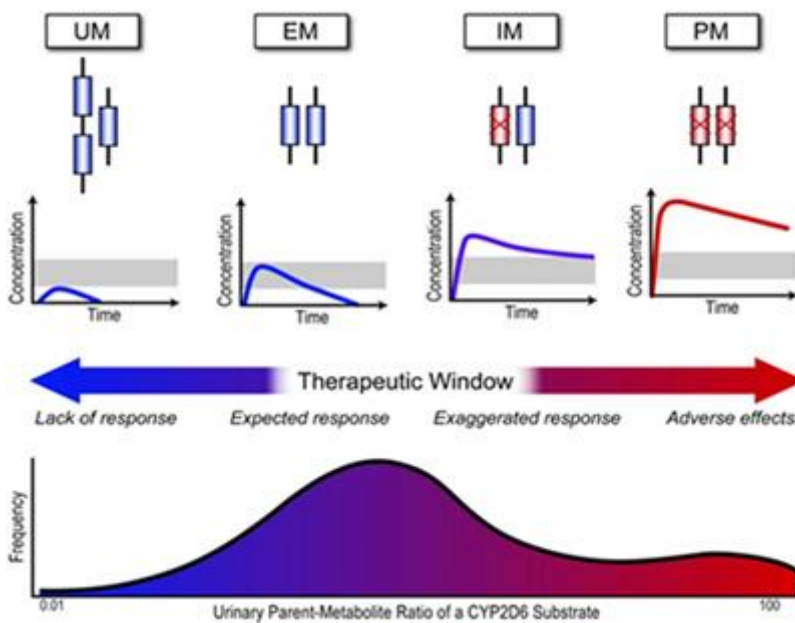 UM EM IM PM
Concentration Concentration Concentration Concentration
Time Time Time Time
Therapeutic Window
Lack of response Expected response Exaggerated response Adverse effects
Frequency
0.01 100
Urinary Parent-Metabolite Ratio of a CYP2D6 Substrate